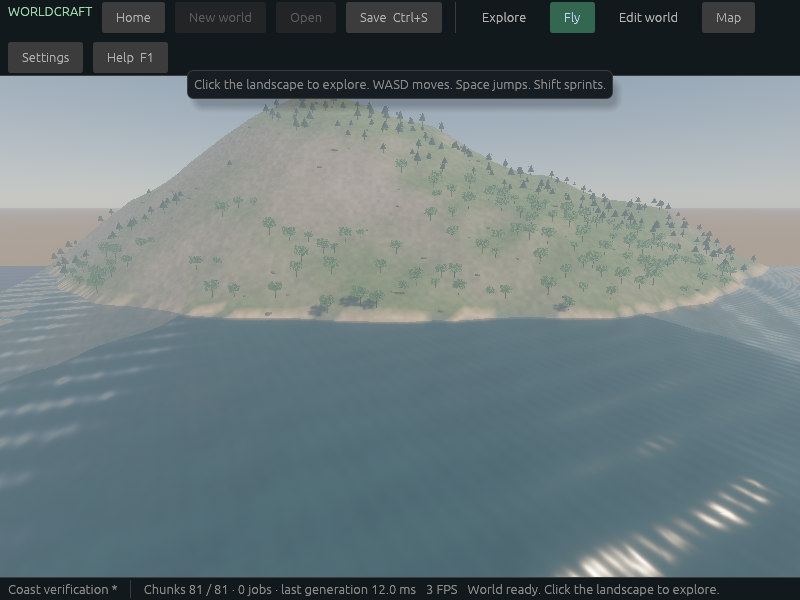 WORLDCRAFT Home New world Open Save Ctrl+S Explore Fly Edit world Map
Settings Help F1
Click the landscape to explore. WASD moves. Space jumps. Shift sprints.
Coast verification * Chunks 81 / 81 · 0 jobs · last generation 12.0 ms 3 FPS World ready. Click the landscape to explore.